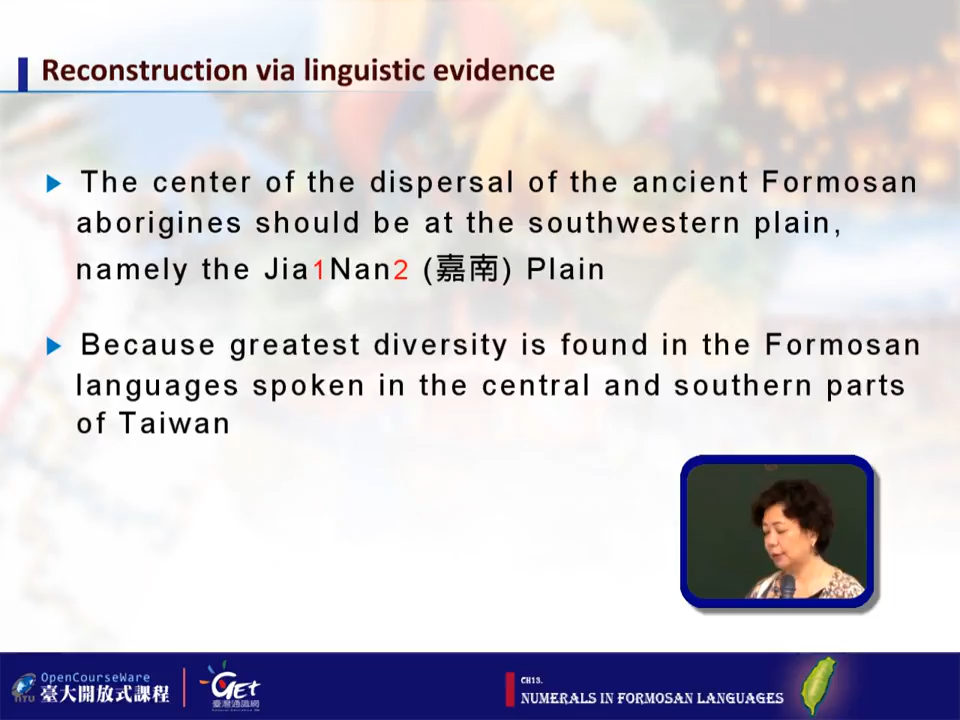 Reconstruction via linguistic evidence
The center of the dispersal of the ancient Formosan
aborigines should be at the southwestern plain,
namely the Jia1Nan2 (嘉南) Plain
Because greatest diversity is found in the Formosan
languages spoken in the central and southern parts
of Taiwan
OpenCourseWare
NTU 臺大開放式課程
GET
臺灣通識網
CH13.
NUMERALS IN FORMOSAN LANGUAGES